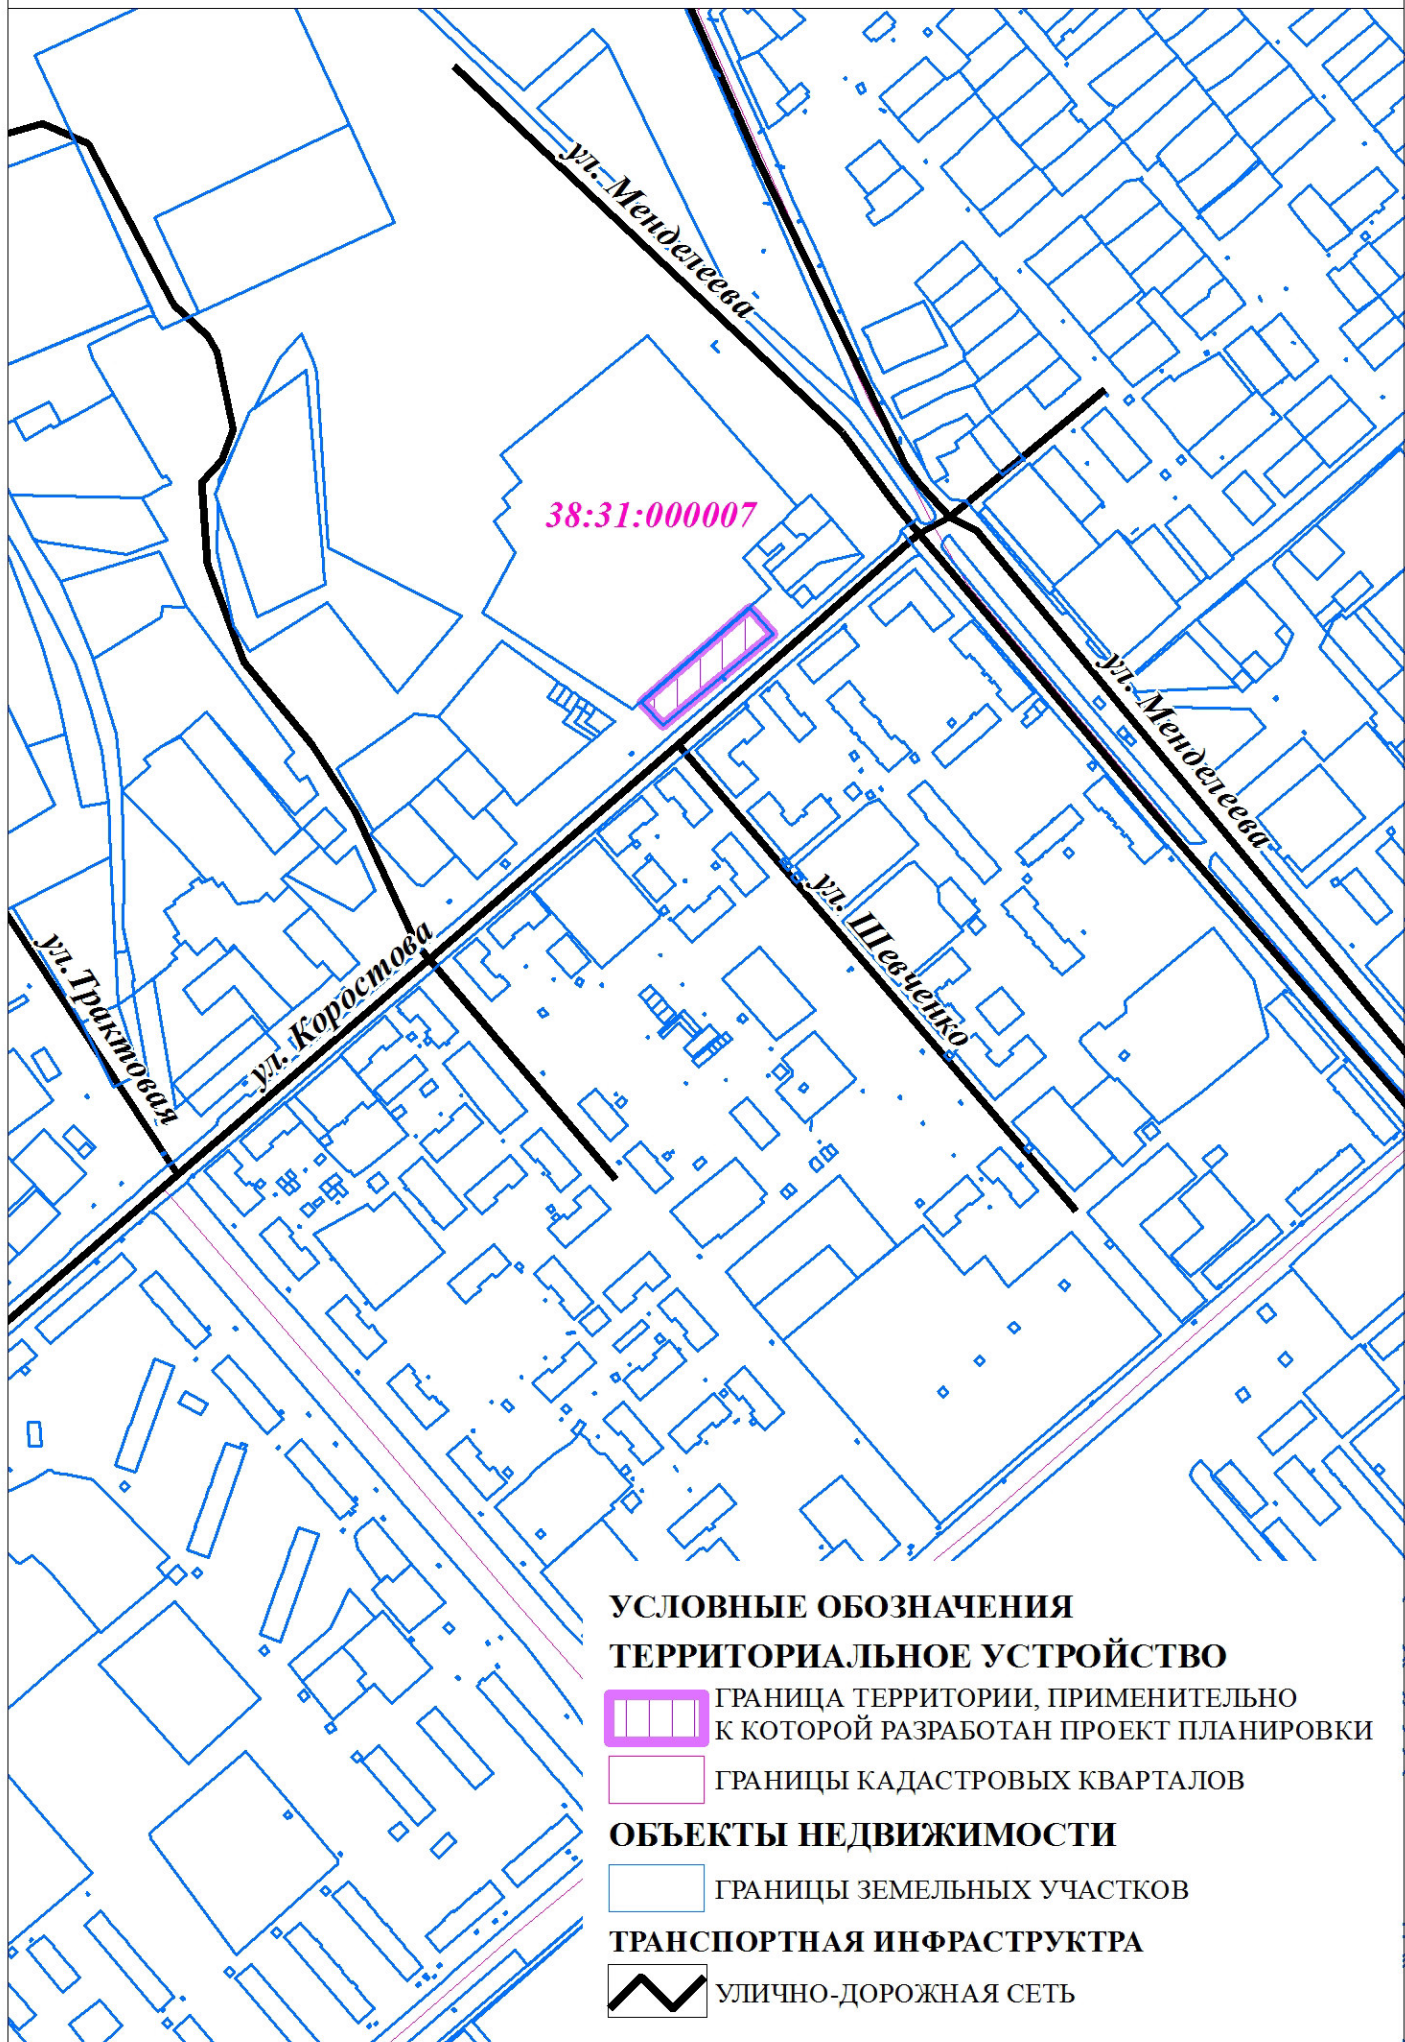 ул. Менделеева
38:31:000007
ул. Менделеева
ул. Шевченко
ул. Коростова
ул. Трактовая
УСЛОВНЫЕ ОБОЗНАЧЕНИЯ
ТЕРРИТОРИАЛЬНОЕ УСТРОЙСТВО
ГРАНИЦА ТЕРРИТОРИИ, ПРИМЕНИТЕЛЬНО
К КОТОРОЙ РАЗРАБОТАН ПРОЕКТ ПЛАНИРОВКИ
ГРАНИЦЫ КАДАСТРОВЫХ КВАРТАЛОВ
ОБЪЕКТЫ НЕДВИЖИМОСТИ
ГРАНИЦЫ ЗЕМЕЛЬНЫХ УЧАСТКОВ
ТРАНСПОРТНАЯ ИНФРАСТРУКТРА
УЛИЧНО-ДОРОЖНАЯ СЕТЬ